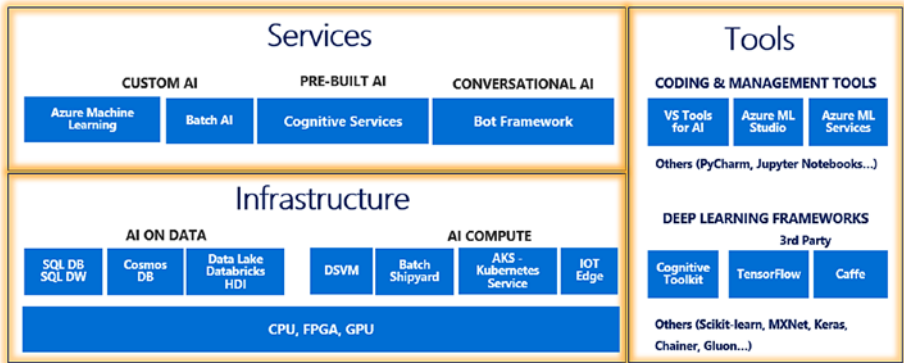 Services
CUSTOM AI
PRE-BUILT AI
CONVERSATIONAL AI
Azure Machine
Learning
Batch AI
Cognitive Services
Bot Framework
Infrastructure
AI ON DATA
AI COMPUTE
SQL DB
SQL DW
Cosmos
DB
Data Lake
Databricks
HDI
DSVM
Batch
Shipyard
AKS -
Kubernetes
Service
IOT
Edge
CPU, FPGA, GPU
Tools
CODING & MANAGEMENT TOOLS
VS Tools
for AI
Azure ML
Studio
Azure ML
Services
Others (PyCharm, Jupyter Notebooks...)
DEEP LEARNING FRAMEWORKS
3rd Party
Cognitive
Toolkit
TensorFlow
Caffe
Others (Scikit-learn, MXNet, Keras,
Chainer, Gluon...)